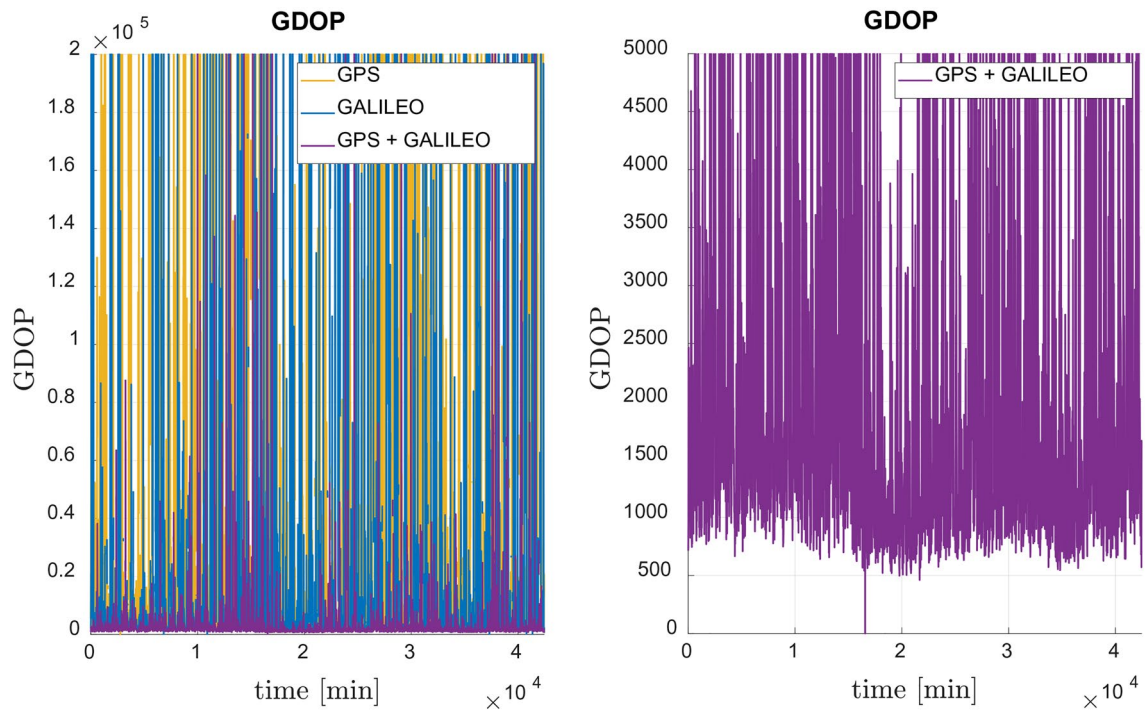 GDOP
× 10^5
2
1.8
1.6
1.4
1.2
1
0.8
0.6
0.4
0.2
0
GDOP
GPS
GALILEO
GPS + GALILEO
0 1 2 3 4
time [min]
× 10^4
GDOP
5000
4500
4000
3500
3000
2500
2000
1500
1000
500
0
GDOP
GPS + GALILEO
0 1 2 3 4
time [min]
× 10^4